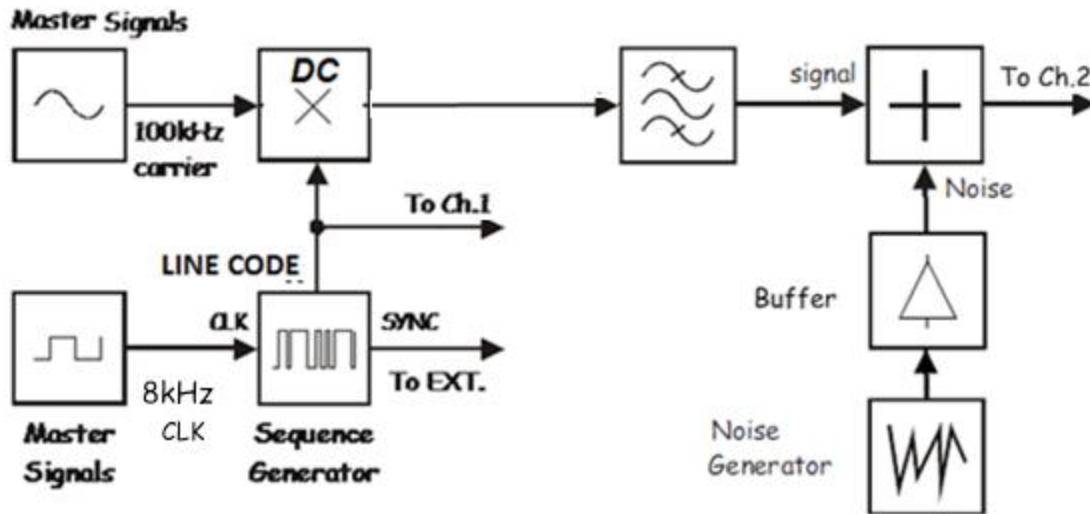 Master Signals
DC
100kHz
carrier
signal
To Ch.2
Noise
To Ch.1
LINE CODE
CLK
SYNC
To EXT.
8kHz
CLK
Master
Signals
Sequence
Generator
Buffer
Noise
Generator